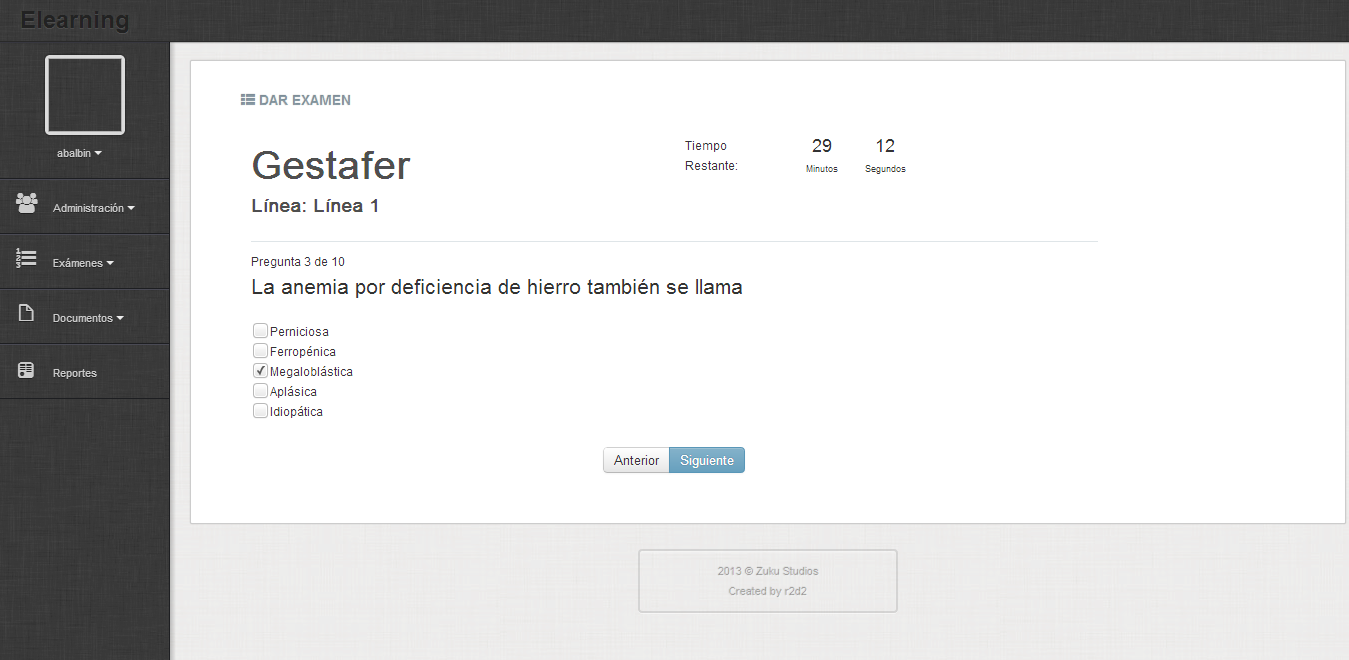 Elearning
abalbin
Administración
Exámenes
Documentos
Reportes
DAR EXAMEN
Gestafer
Línea: Línea 1
Tiempo Restante:
29 Minutos
12 Segundos
Pregunta 3 de 10
La anemia por deficiencia de hierro también se llama
Perniciosa
Ferropénica
Megaloblástica
Aplásica
Idiopática
Anterior
Siguiente
2013 © Zuku Studios
Created by r2d2